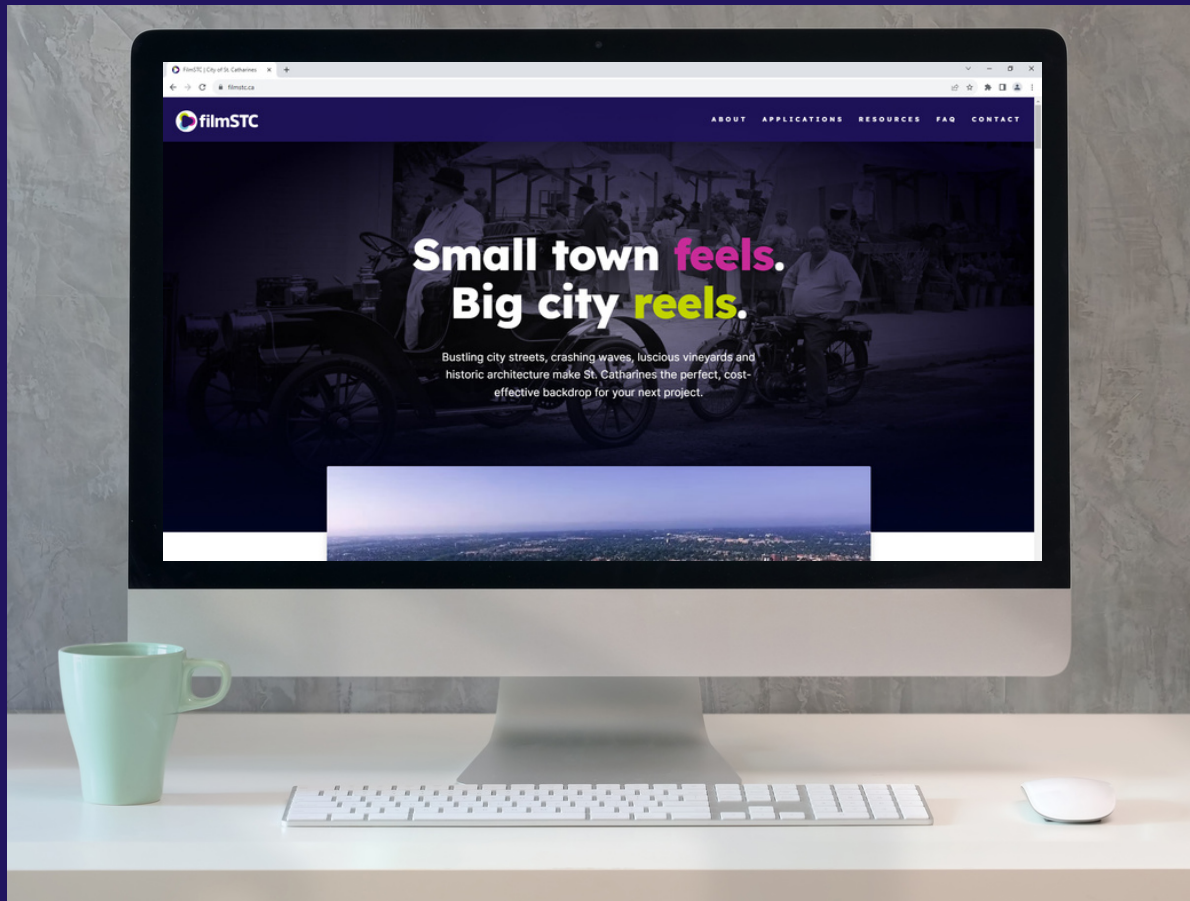 FilmSTC | City of St. Catharines
filmstc.ca
filmSTC
ABOUT APPLICATIONS RESOURCES FAQ CONTACT
Small town feels.
Big city reels.
Bustling city streets, crashing waves, luscious vineyards and
historic architecture make St. Catharines the perfect, cost-
effective backdrop for your next project.